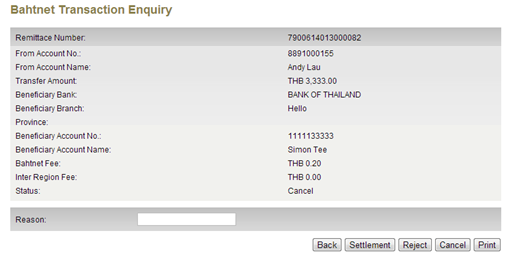 Bahtnet Transaction Enquiry
Remittace Number: 7900614013000082
From Account No.: 8891000155
From Account Name: Andy Lau
Transfer Amount: THB 3,333.00
Beneficiary Bank: BANK OF THAILAND
Beneficiary Branch: Hello
Province:
Beneficiary Account No.: 1111133333
Beneficiary Account Name: Simon Tee
Bahtnet Fee: THB 0.20
Inter Region Fee: THB 0.00
Status: Cancel
Reason:
Back Settlement Reject Cancel Print